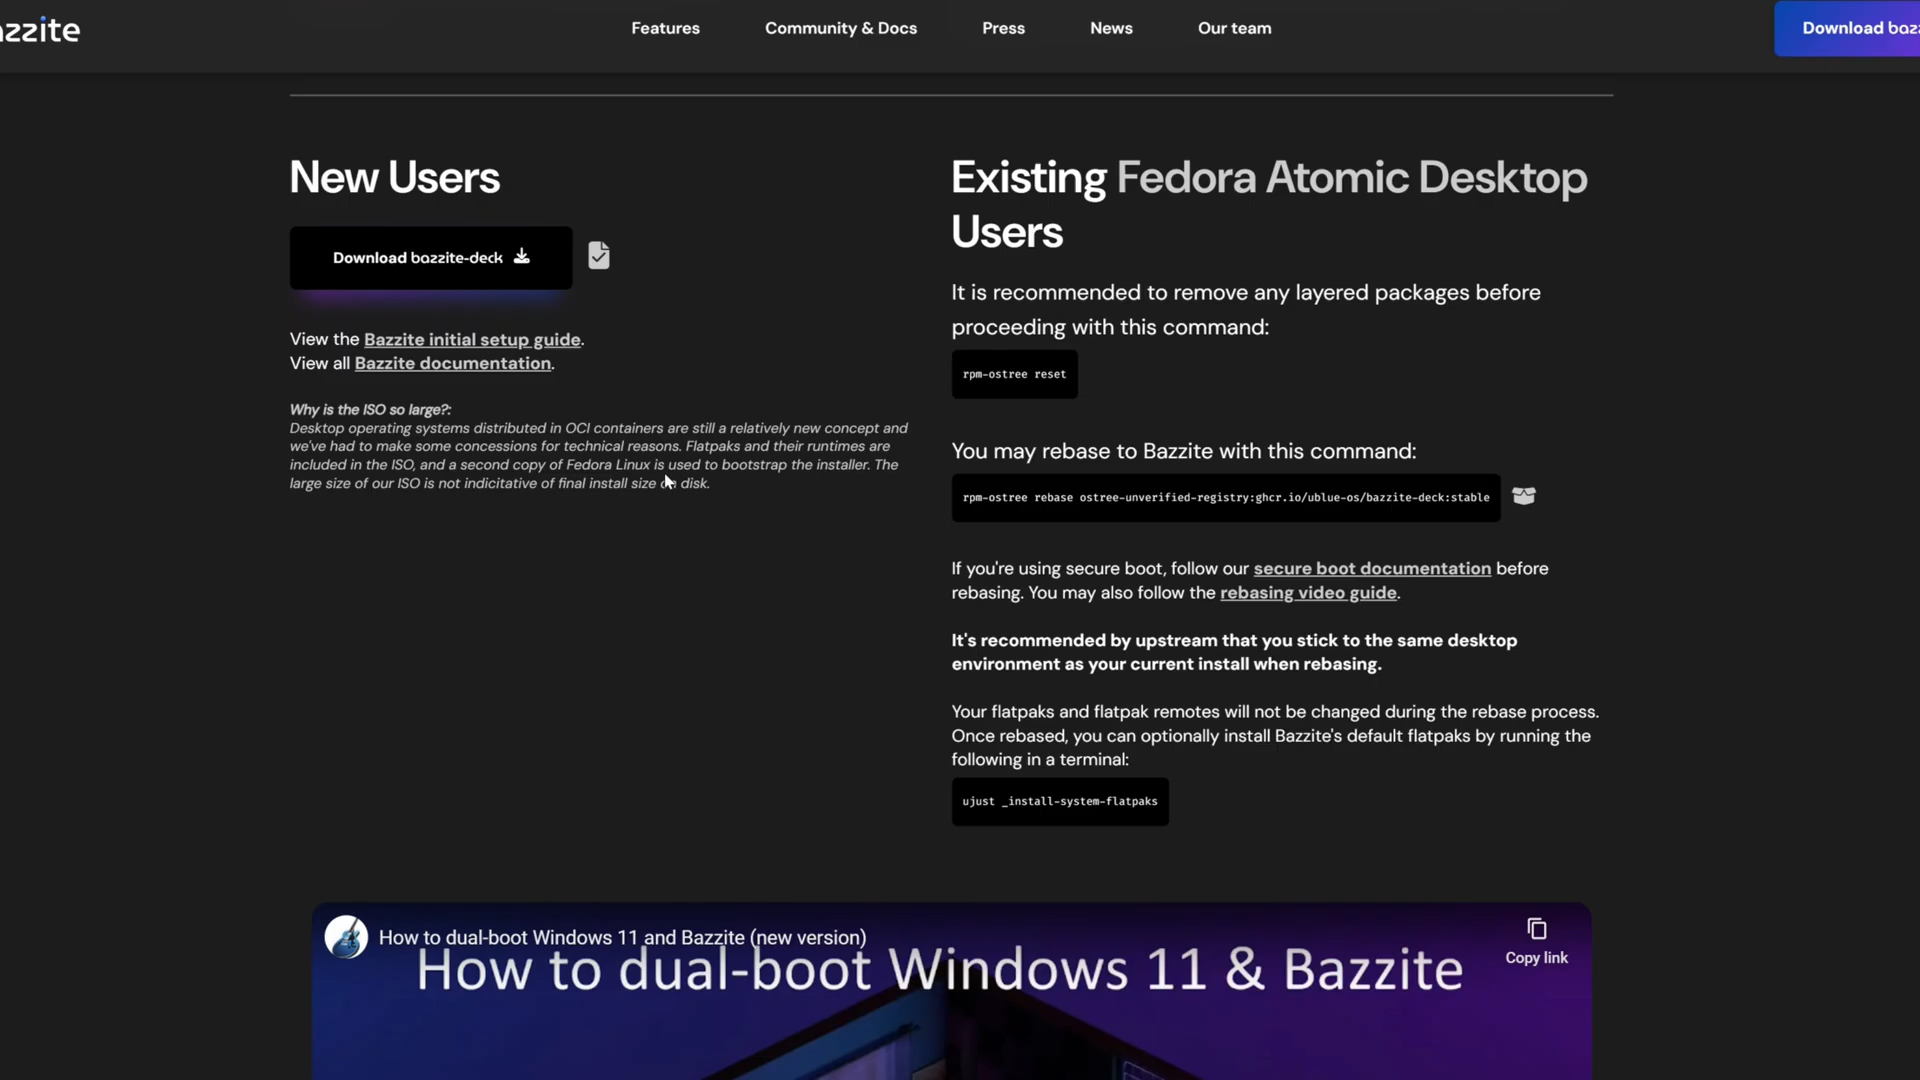 azzite
Features
Community & Docs
Press
News
Our team
Download
New Users
Download bazzite-deck
View the Bazzite initial setup guide.
View all Bazzite documentation.
Why is the ISO so large?:
Desktop operating systems distributed in OCI containers are still a relatively new concept and
we've had to make some concessions for technical reasons. Flatpaks and their runtimes are
included in the ISO, and a second copy of Fedora Linux is used to bootstrap the installer. The
large size of our ISO is not indicitative of final install size on disk.
Existing Fedora Atomic Desktop
Users
It is recommended to remove any layered packages before
proceeding with this command:
rpm-ostree reset
You may rebase to Bazzite with this command:
rpm-ostree rebase ostree-unverified-registry:ghcr.io/ublue-os/bazzite-deck:stable
If you're using secure boot, follow our secure boot documentation before
rebasing. You may also follow the rebasing video guide.
It's recommended by upstream that you stick to the same desktop
environment as your current install when rebasing.
Your flatpaks and flatpak remotes will not be changed during the rebase process.
Once rebased, you can optionally install Bazzite's default flatpaks by running the
following in a terminal:
ujust _install-system-flatpaks
How to dual-boot Windows 11 and Bazzite (new version)
Copy link
How to dual-boot Windows 11 & Bazzite